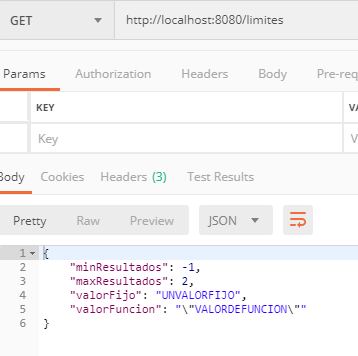 GET http://localhost:8080/limites
Params Authorization Headers Body Pre-req
KEY VA
Key V
Body Cookies Headers (3) Test Results
Pretty Raw Preview JSON
1 {
2 "minResultados": -1,
3 "maxResultados": 2,
4 "valorFijo": "UNVALORFIJO",
5 "valorFuncion": "\"VALORDEFUNCION\""
6 }